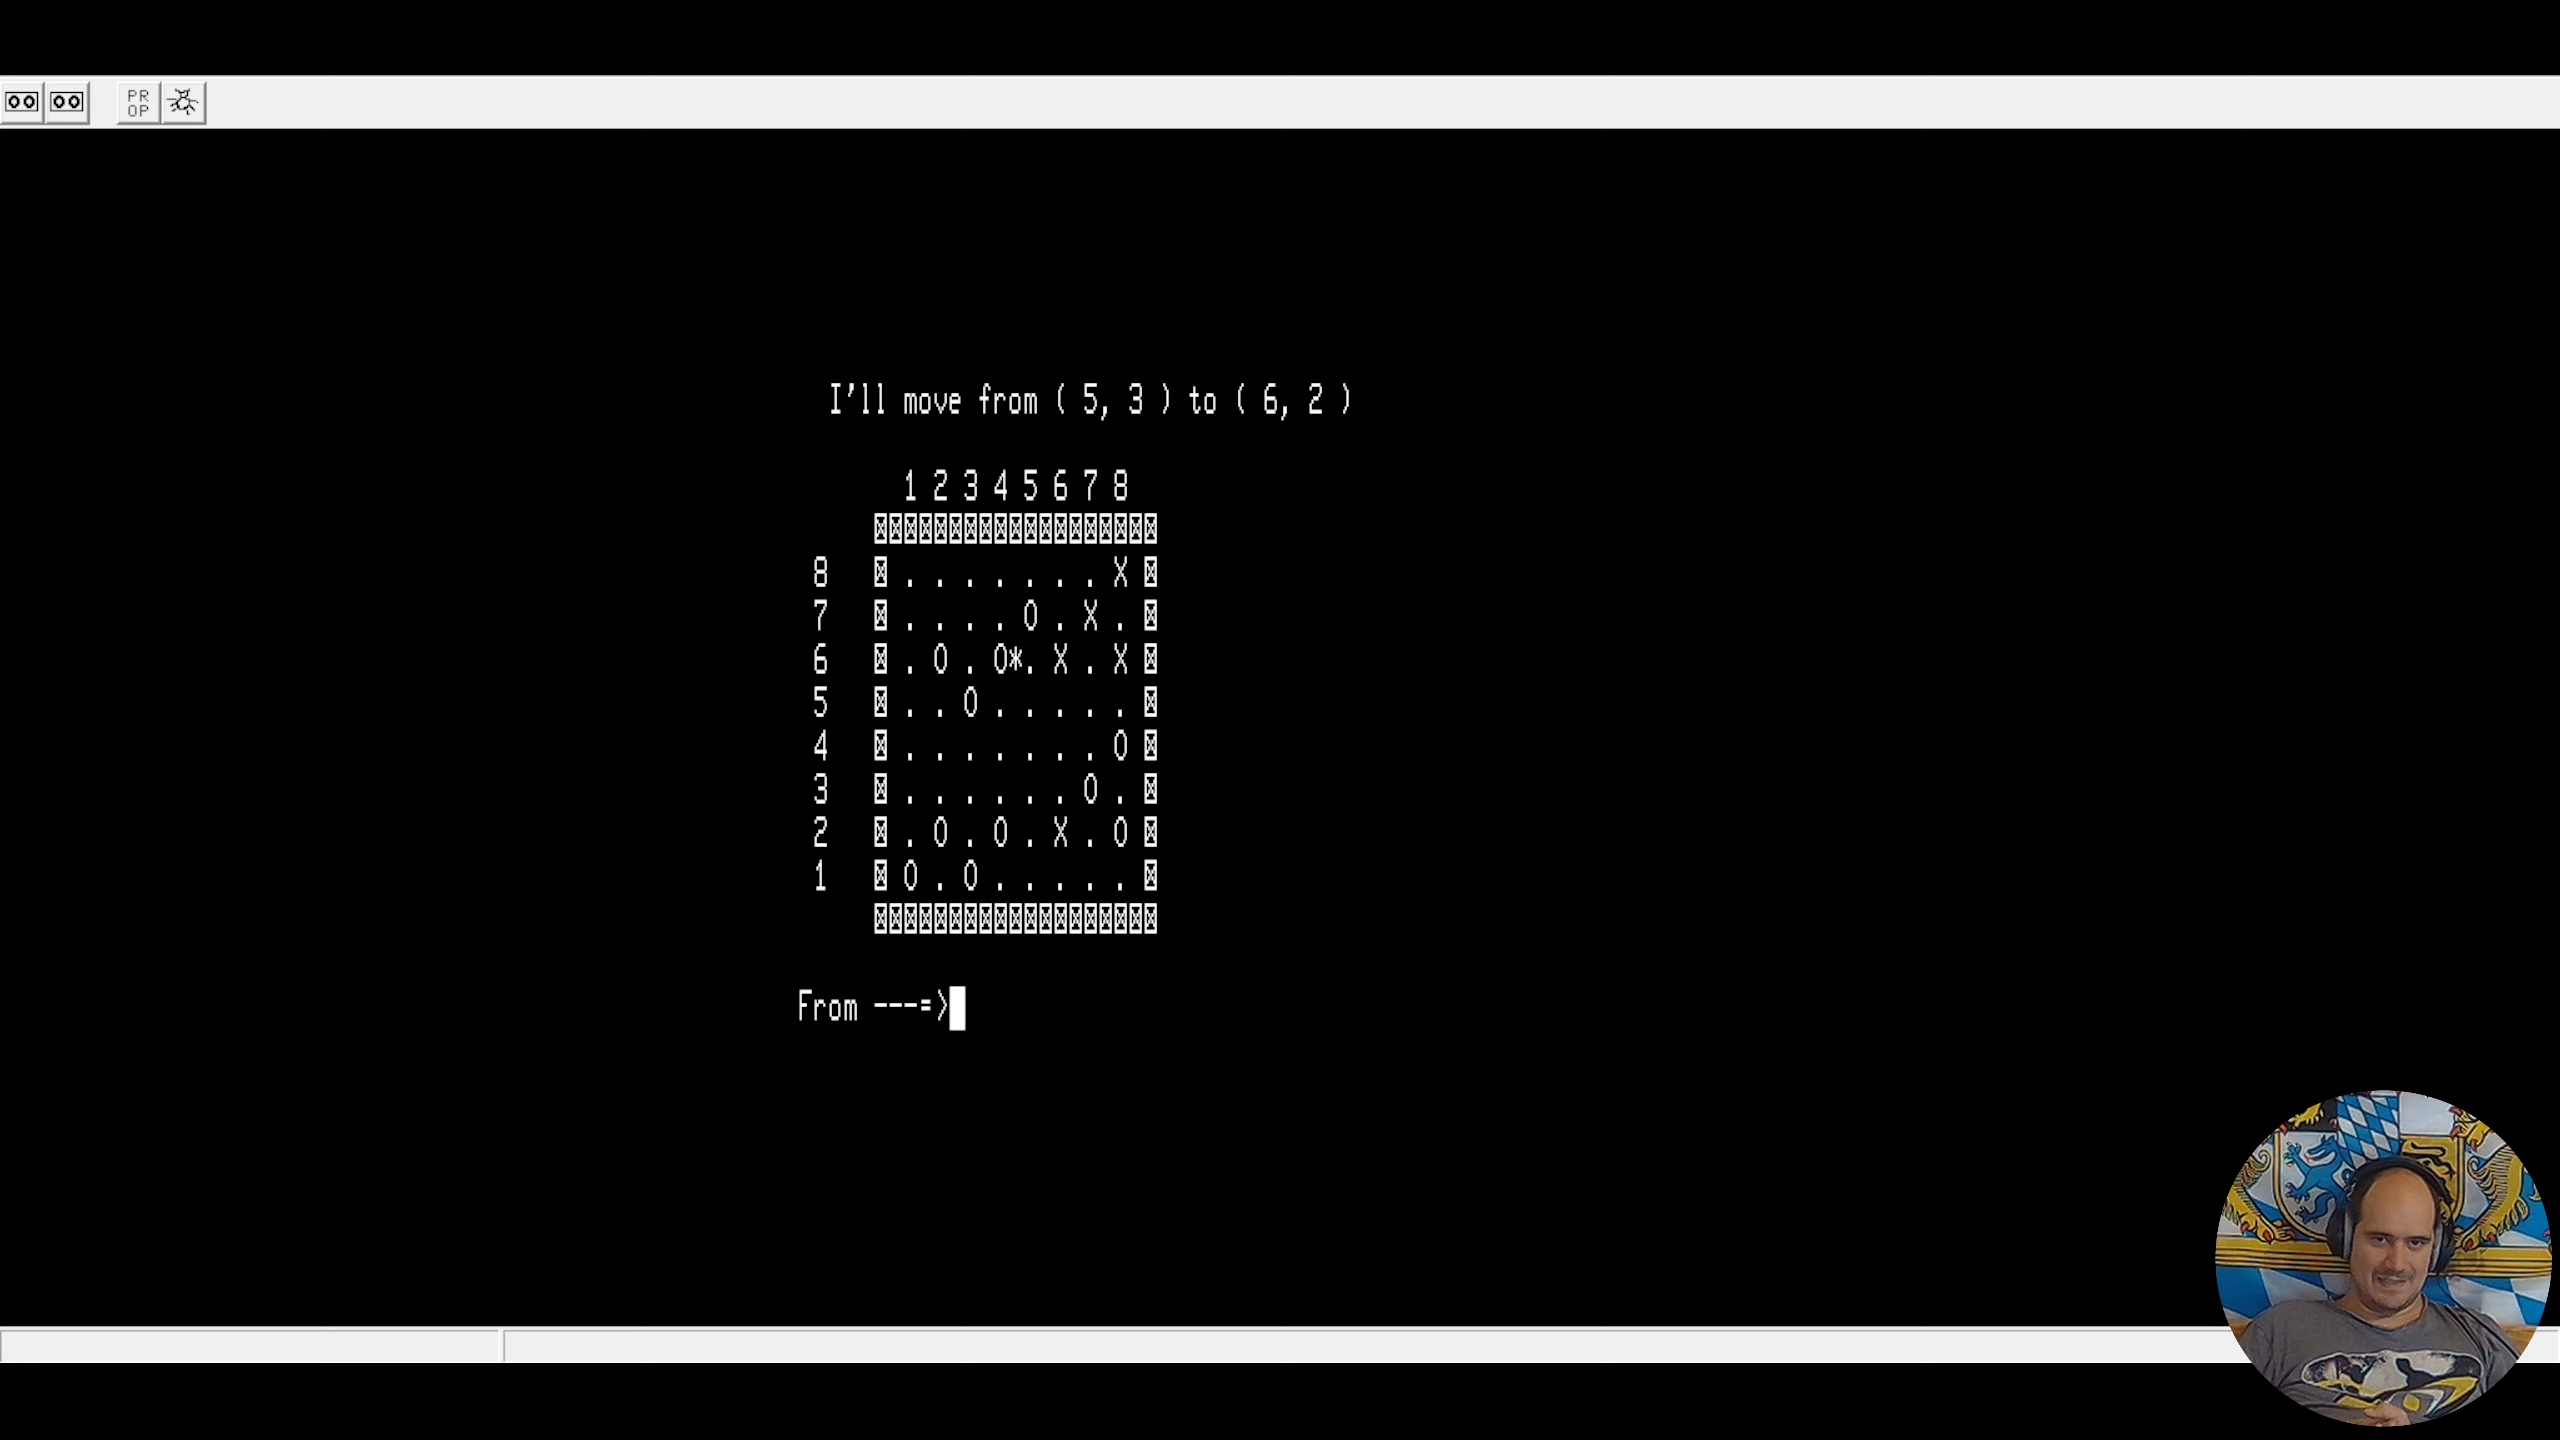 PR
OP
I'll move from ( 5, 3 ) to ( 6, 2 )
1 2 3 4 5 6 7 8
8 . . . . . . . X
7 . . . . O . X .
6 . O . O*. X . X
5 . . O . . . . .
4 . . . . . . . O
3 . . . . . . O .
2 . O . O . X . O
1 O . O . . . . .
From ---=>